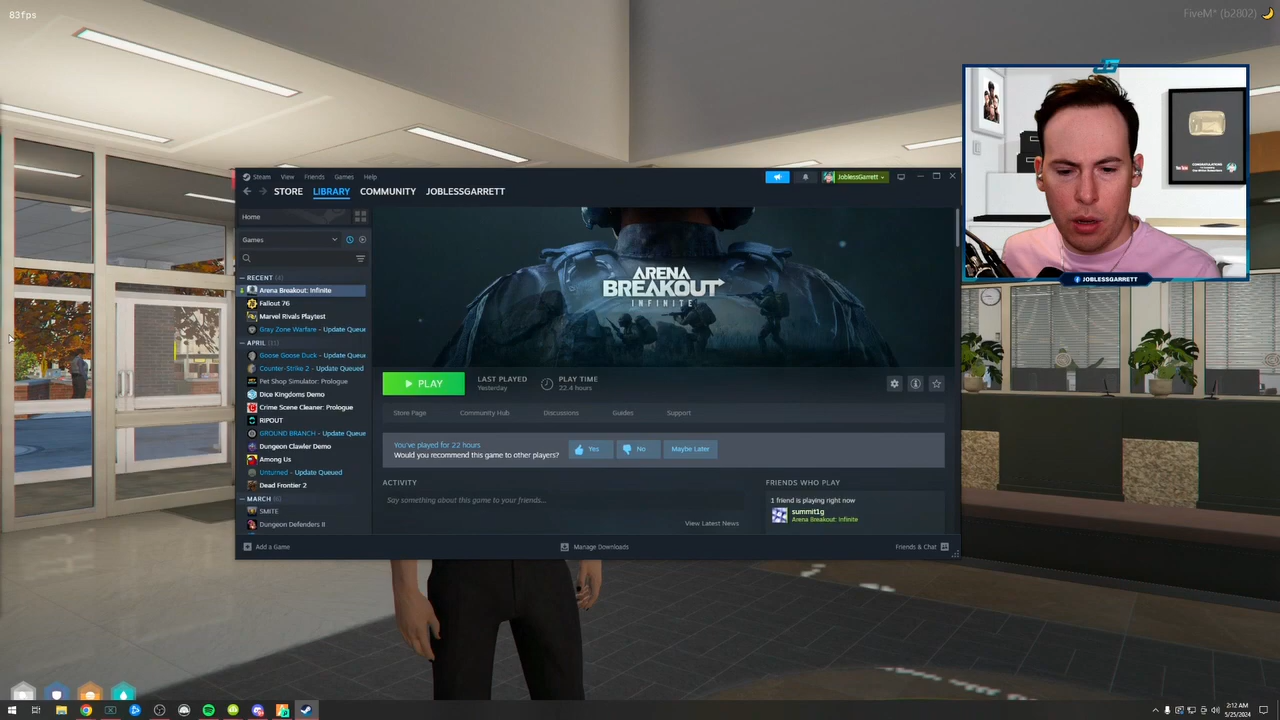 83fps
FiveM* (b2802)
Steam View Friends Games Help
JoblessGarrett
STORE LIBRARY COMMUNITY JOBLESSGARRETT
Home
Games
RECENT
Arena Breakout: Infinite
Fallout 76
Marvel Rivals Playtest
Gray Zone Warfare - Update Queu
APRIL
Goose Goose Duck - Update Queu
Counter-Strike 2 - Update Queu
Pet Shop Simulator: Prologue
Dice Kingdoms Demo
Crime Scene Cleaner: Prologue
RIPOUT
GROUND BRANCH - Update Queu
Dungeon Clawler Demo
Among Us
Unturned - Update Queued
Dead Frontier 2
MARCH
SMITE
Dungeon Defenders II
Add a Game
ARENA
BREAKOUT
INFINITE
PLAY
LAST PLAYED
Yesterday
PLAY TIME
22.4 hours
Store Page Community Hub Discussions Guides Support
You've played for 22 hours
Would you recommend this game to other players?
Yes No Maybe Later
ACTIVITY
Say something about this game to your friends...
View Latest News
FRIENDS WHO PLAY
1 friend is playing right now
summit1g
Arena Breakout: Infinite
Manage Downloads
Friends & Chat
JG
CONGRATULATIONS
JOBLESSGARRETT
2:12 AM
5/25/2024